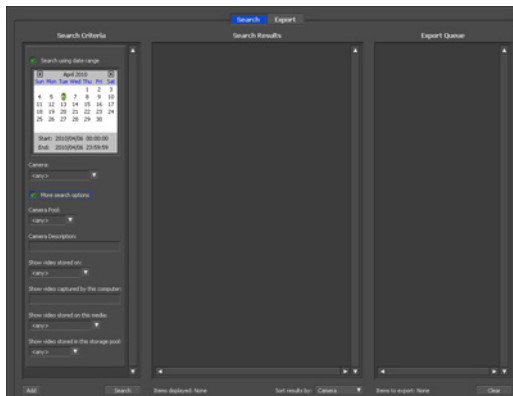 Search Export
Search Criteria
Search using date range
April 2010
Sun Mon Tue Wed Thu Fri Sat
1 2 3
4 5 6 7 8 9 10
11 12 13 14 15 16 17
18 19 20 21 22 23 24
25 26 27 28 29 30
Start: 2010/04/06 00:00:00
End: 2010/04/06 23:59:59
Camera:
<any>
More search options
Camera Pool:
<any>
Camera Description:
Show video stored on:
<any>
Show video captured by this computer:
Show video stored on this media:
<any>
Show video stored in this storage pool:
<any>
Add Search
Search Results
Items displayed: None Sort results by: Camera
Export Queue
Items to export: None Clear